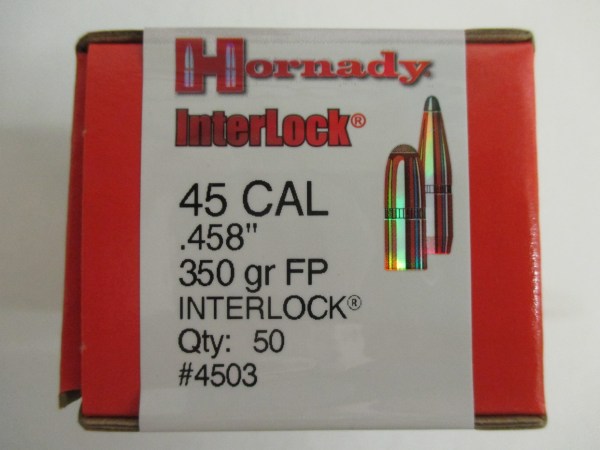 Hornady
InterLock®
45 CAL
.458"
350 gr FP
INTERLOCK®
Qty: 50
#4503